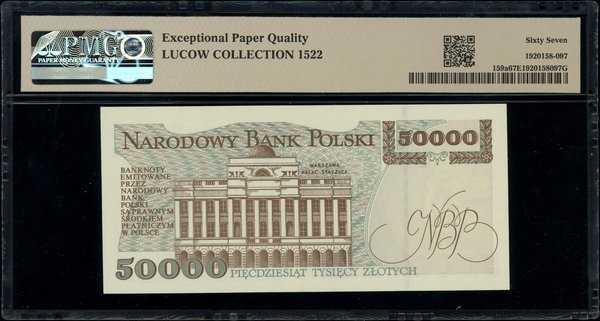 PMG
PAPER MONEY GUARANTY
Exceptional Paper Quality
LUCOW COLLECTION 1522
Sixty Seven
1920158-097
159a67E1920158097G
NARODOWY BANK POLSKI
50000
WARSZAWA
PAŁAC STASZICA
BANKNOTY
EMITOWANE
PRZEZ
NARODOWY
BANK
POLSKI
SĄ PRAWNYM
ŚRODKIEM
PŁATNICZYM
W POLSCE
NBP
50000
PIĘĆDZIESIĄT TYSIĘCY ZŁOTYCH